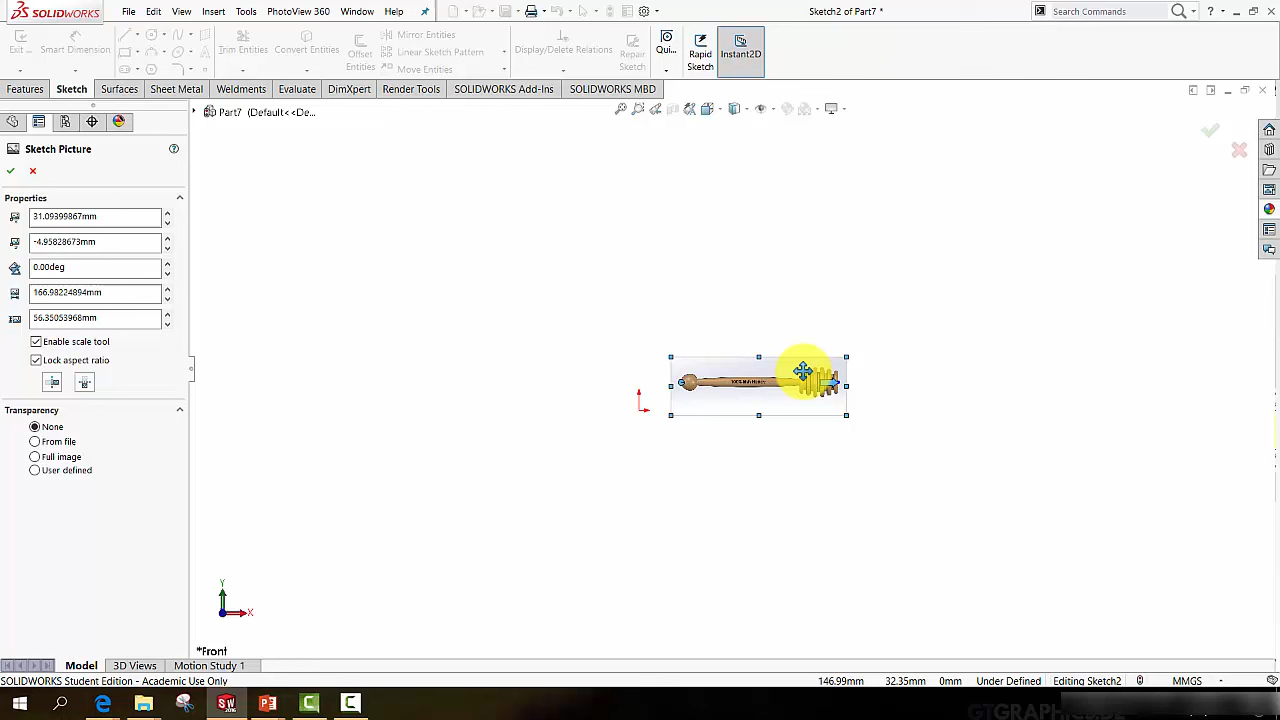 SOLIDWORKS File Edit View Insert Tools PhotoView 360 Window Help Sketch2 of Part7 * Search Commands
Exit... Smart Dimension Trim Entities Convert Entities Offset Entities Mirror Entities Linear Sketch Pattern Move Entities Display/Delete Relations Repair Sketch Qui... Rapid Sketch Instant2D
Features Sketch Surfaces Sheet Metal Weldments Evaluate DimXpert Render Tools SOLIDWORKS Add-Ins SOLIDWORKS MBD
Part7 (Default<<De...
Sketch Picture
Properties
31.09399867mm
-4.95828673mm
0.00deg
166.98224894mm
56.35053968mm
Enable scale tool
Lock aspect ratio
Transparency
None
From file
Full image
User defined
Y
X
*Front
Model 3D Views Motion Study 1
SOLIDWORKS Student Edition - Academic Use Only 146.99mm 32.35mm 0mm Under Defined Editing Sketch2 MMGS